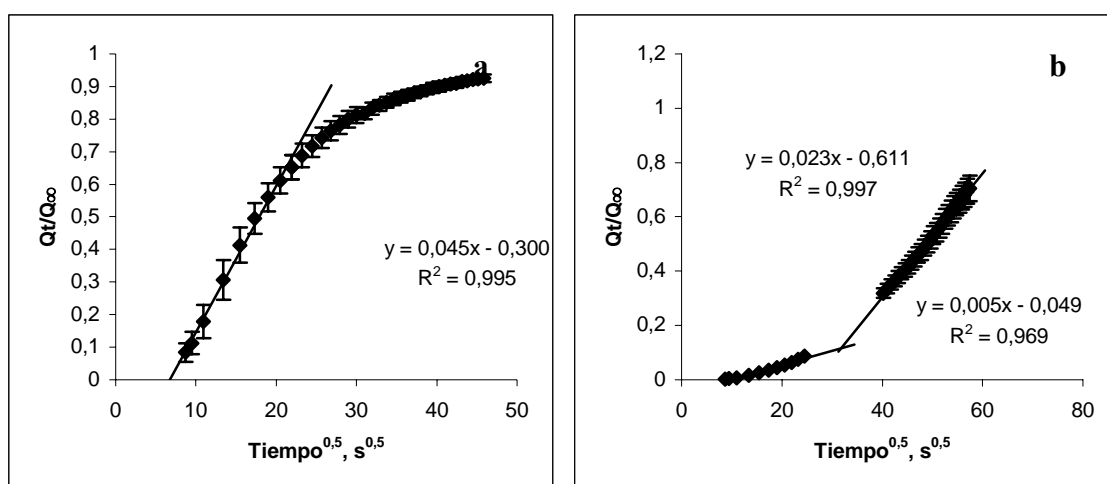 a
Qt/Q∞
1
0,9
0,8
0,7
0,6
0,5
0,4
0,3
0,2
0,1
0
y = 0,045x - 0,300
R² = 0,995
0 10 20 30 40 50
Tiempo^0,5, s^0,5
b
Qt/Q∞
1,2
1
0,8
0,6
0,4
0,2
0
y = 0,023x - 0,611
R² = 0,997
y = 0,005x - 0,049
R² = 0,969
0 20 40 60 80
Tiempo^0,5, s^0,5